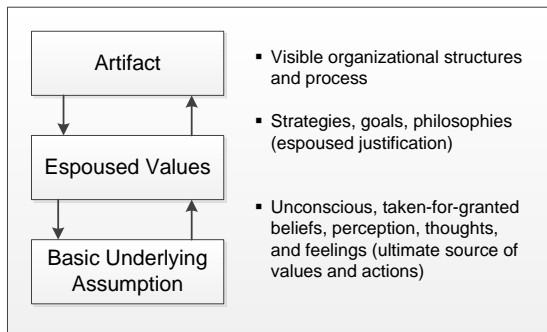 Artifact
▪ Visible organizational structures
and process
Espoused Values
▪ Strategies, goals, philosophies
(espoused justification)
Basic Underlying
Assumption
▪ Unconscious, taken-for-granted
beliefs, perception, thoughts,
and feelings (ultimate source of
values and actions)